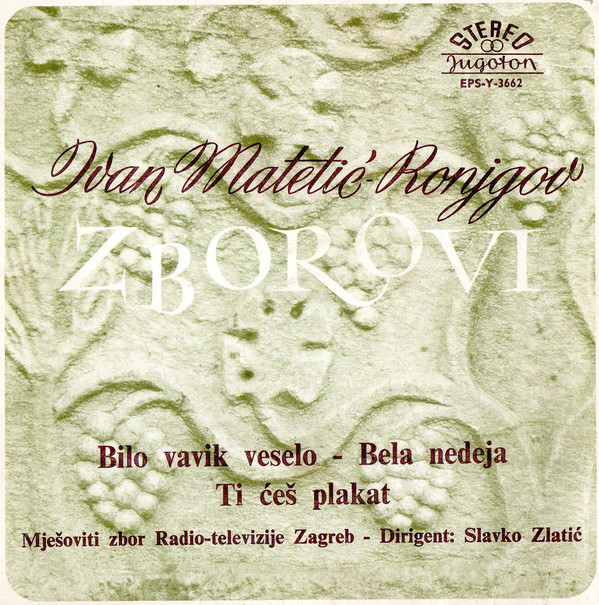 STEREO
Jugoton
EPS-Y-3662
Ivan Matetić-Ronjgov
ZBOROVI
Bilo vavik veselo - Bela nedeja
Ti ćeš plakat
Mješoviti zbor Radio-televizije Zagreb - Dirigent: Slavko Zlatić